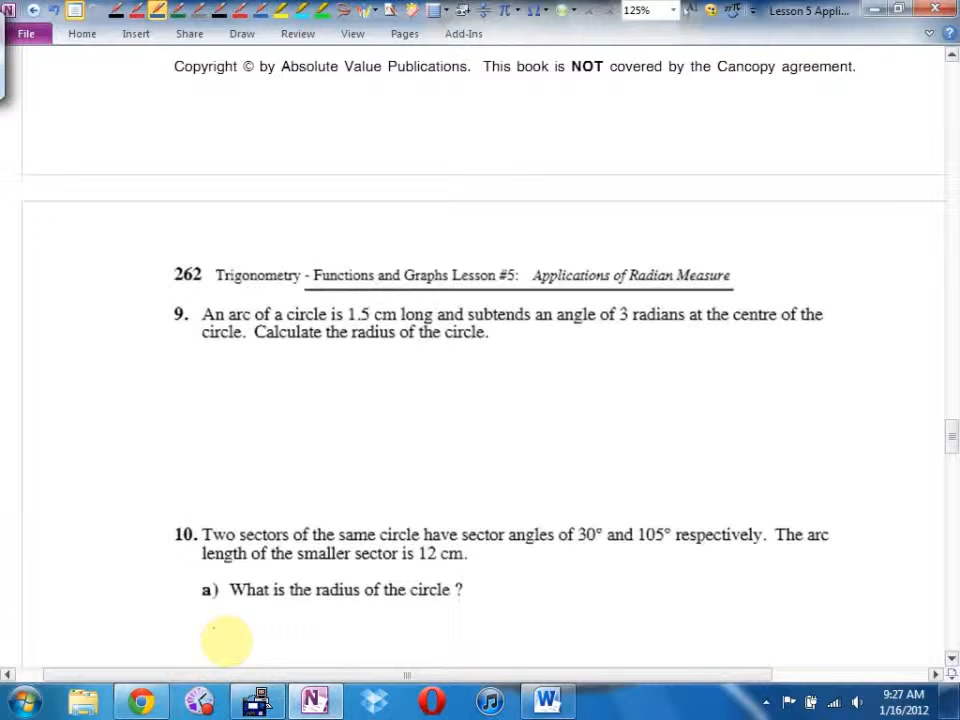 125%
Lesson 5 Appli...
File Home Insert Share Draw Review View Pages Add-Ins
Copyright © by Absolute Value Publications. This book is NOT covered by the Cancopy agreement.
262 Trigonometry - Functions and Graphs Lesson #5: Applications of Radian Measure
9. An arc of a circle is 1.5 cm long and subtends an angle of 3 radians at the centre of the
circle. Calculate the radius of the circle.
10. Two sectors of the same circle have sector angles of 30° and 105° respectively. The arc
length of the smaller sector is 12 cm.
a) What is the radius of the circle ?
9:27 AM
1/16/2012